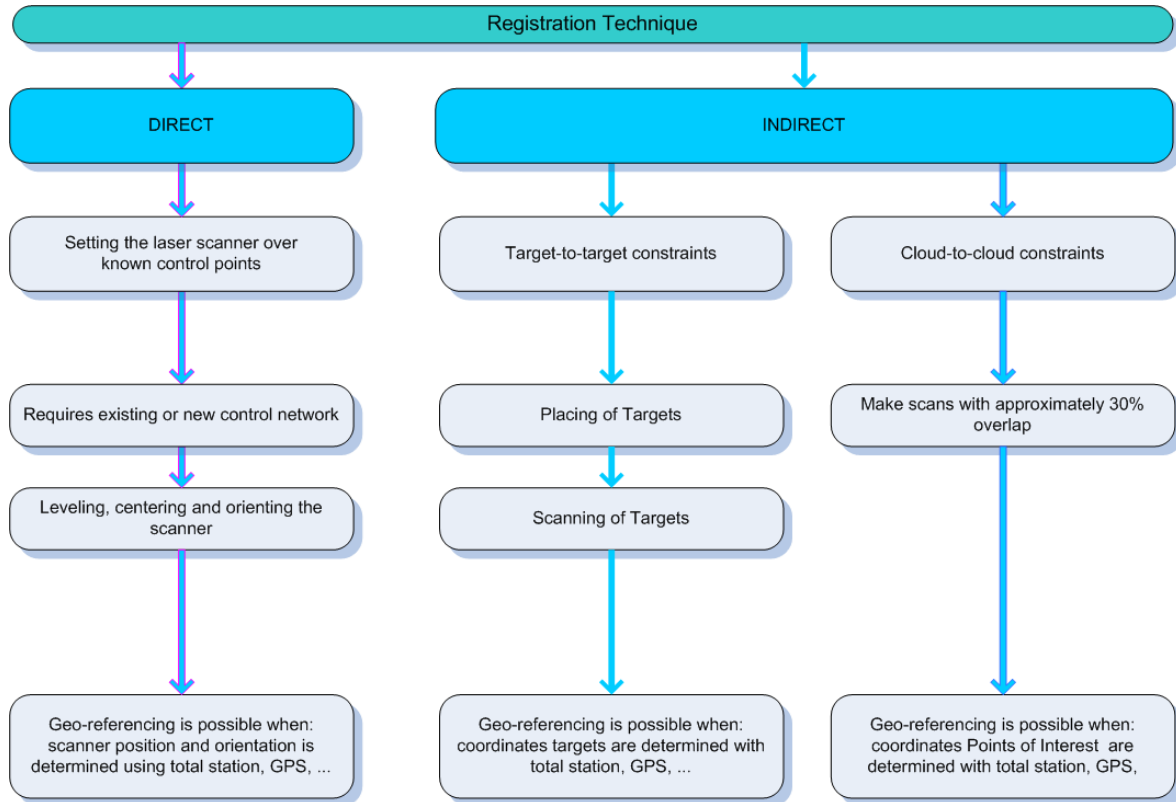 Registration Technique
DIRECT
INDIRECT
Setting the laser scanner over
known control points
Target-to-target constraints
Cloud-to-cloud constraints
Requires existing or new control network
Placing of Targets
Make scans with approximately 30%
overlap
Leveling, centering and orienting the
scanner
Scanning of Targets
Geo-referencing is possible when:
scanner position and orientation is
determined using total station, GPS, ...
Geo-referencing is possible when:
coordinates targets are determined with
total station, GPS, ...
Geo-referencing is possible when:
coordinates Points of Interest are
determined with total station, GPS,